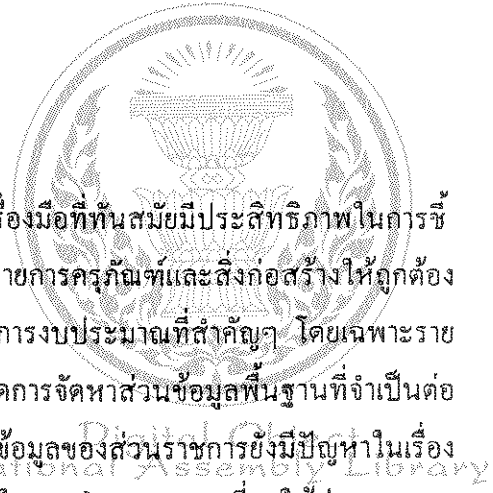 รื่องมือที่ทันสมัยมีประสิทธิภาพในการชี้
ายการครุภัณฑ์และสิ่งก่อสร้างให้ถูกต้อง
การงบประมาณที่สำคัญๆ โดยเฉพาะราย
ดการจัดหาส่วนข้อมูลพื้นฐานที่จำเป็นต่อ
ข้อมูลของส่วนราชการยังมีปัญหาในเรื่อง
National Assembly Library